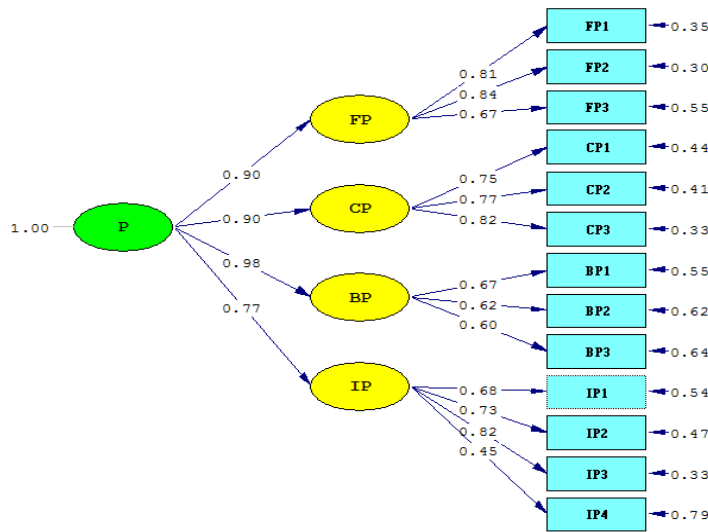 FP1
0.35
FP2
0.30
0.81
0.84
0.67
FP3
0.55
FP
CP1
0.44
0.90
0.75
0.77
0.82
CP2
0.41
CP
0.90
1.00
P
CP3
0.33
0.98
BP1
0.55
0.67
0.62
0.60
BP
BP2
0.62
0.77
BP3
0.64
IP
IP1
0.54
0.68
0.73
0.82
0.45
IP2
0.47
IP3
0.33
IP4
0.79